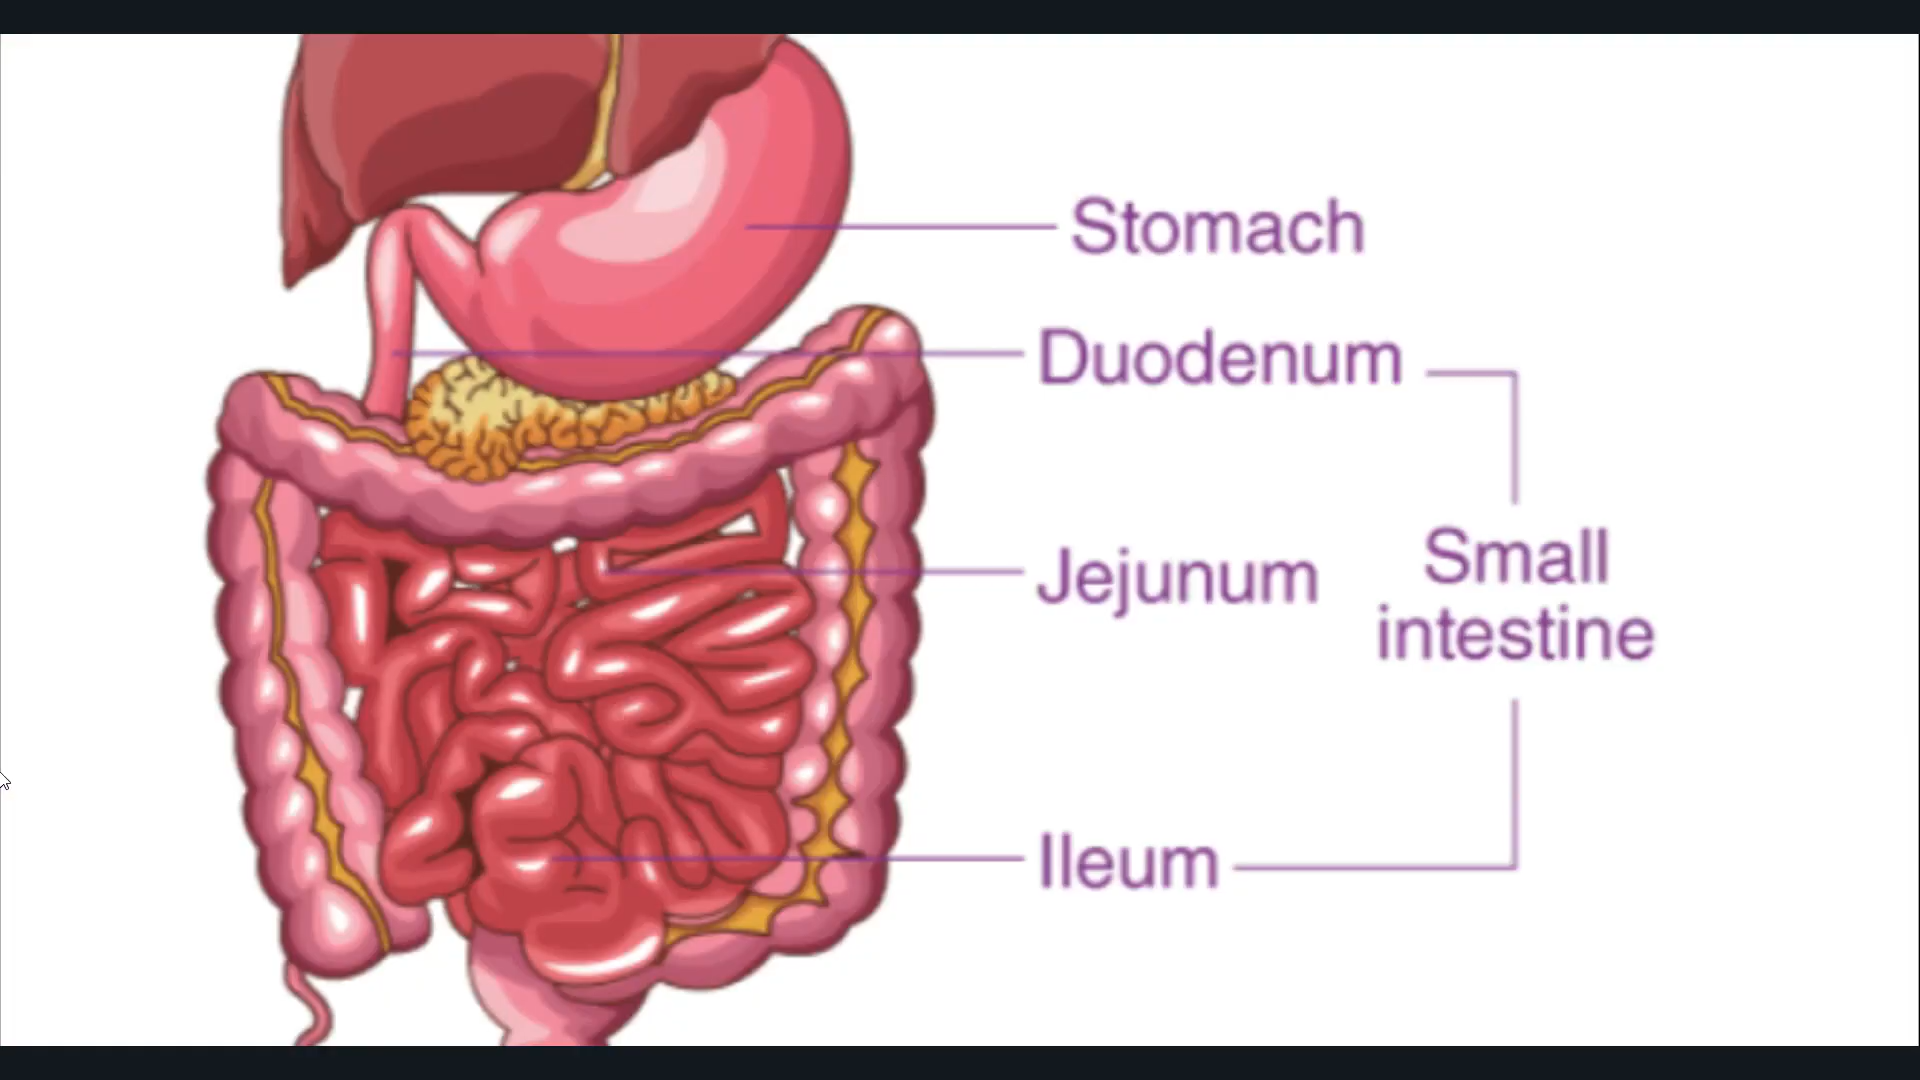 Stomach
Duodenum
Jejunum
Small
intestine
Ileum